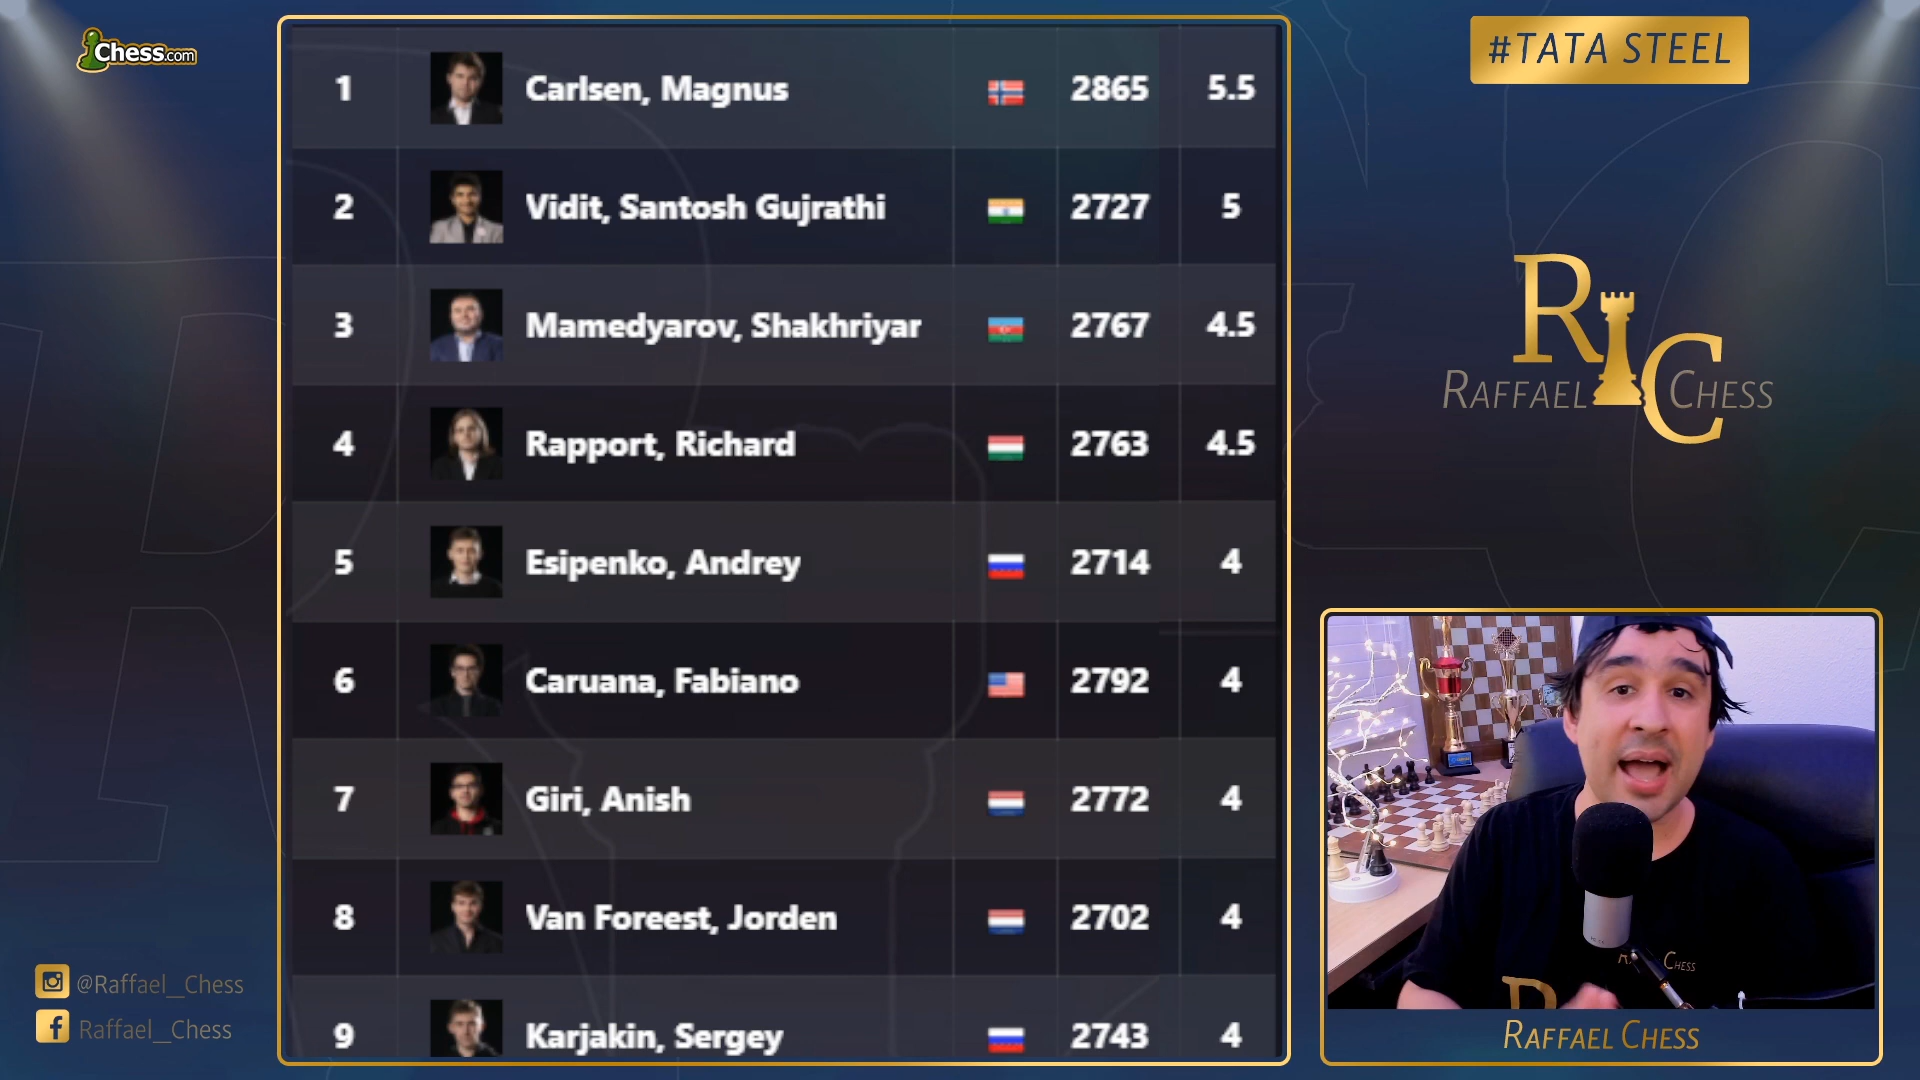 Chess.com
1 Carlsen, Magnus 2865 5.5
2 Vidit, Santosh Gujrathi 2727 5
3 Mamedyarov, Shakhriyar 2767 4.5
4 Rapport, Richard 2763 4.5
5 Esipenko, Andrey 2714 4
6 Caruana, Fabiano 2792 4
7 Giri, Anish 2772 4
8 Van Foreest, Jorden 2702 4
9 Karjakin, Sergey 2743 4
#TATA STEEL
R C
RAFFAEL CHESS
CHESS
R
RAFFAEL CHESS
@Raffael__Chess
Raffael__Chess